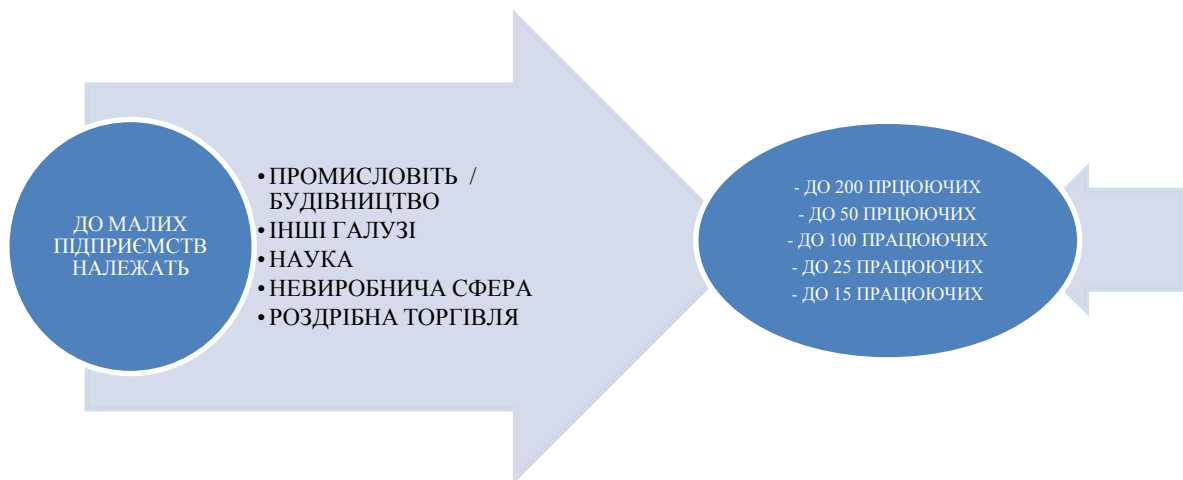 ДО МАЛИХ
ПІДПРИЄМСТВ
НАЛЕЖАТЬ
•ПРОМИСЛОВІТЬ /
БУДІВНИЦТВО
•ІНШІ ГАЛУЗІ
•НАУКА
•НЕВИРОБНИЧА СФЕРА
•РОЗДРІБНА ТОРГІВЛЯ
- ДО 200 ПРЦЮЮЧИХ
- ДО 50 ПРЦЮЮЧИХ
- ДО 100 ПРАЦЮЮЧИХ
- ДО 25 ПРАЦЮЮЧИХ
- ДО 15 ПРАЦЮЮЧИХ